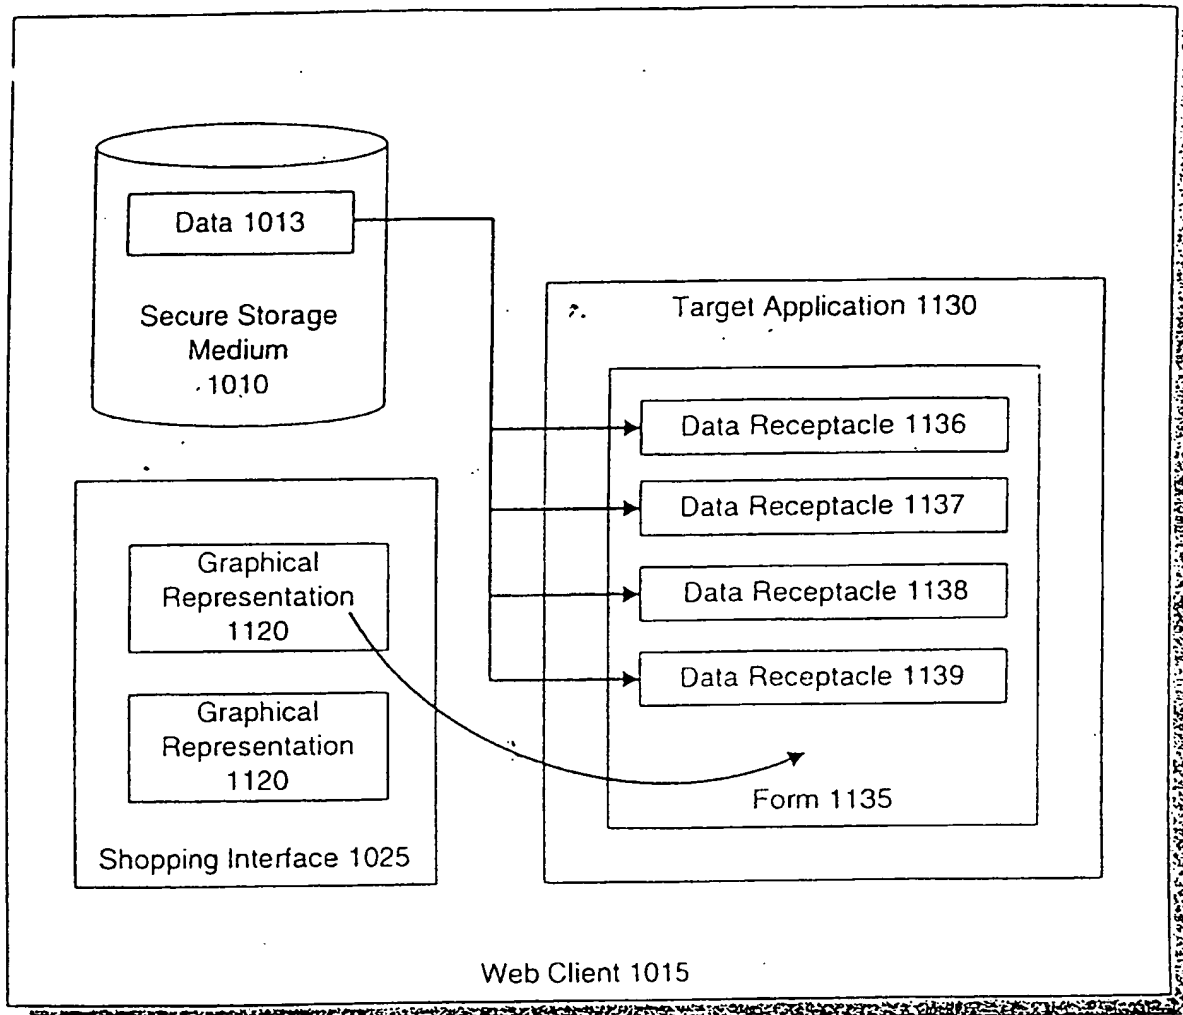 Data 1013
Secure Storage
Medium
1010
Target Application 1130
Data Receptacle 1136
Data Receptacle 1137
Data Receptacle 1138
Data Receptacle 1139
Form 1135
Graphical
Representation
1120
Graphical
Representation
1120
Shopping Interface 1025
Web Client 1015